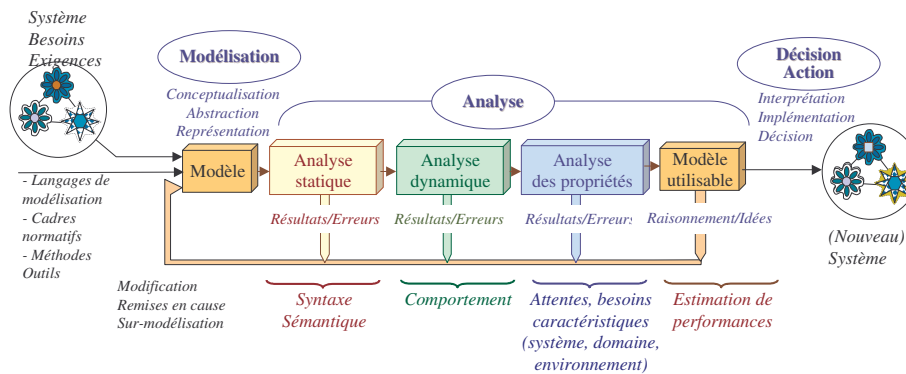 Système
Besoins
Exigences
Modélisation
Conceptualisation
Abstraction
Représentation
Analyse
Décision
Action
Interprétation
Implémentation
Décision
Modèle
Analyse
statique
Analyse
dynamique
Analyse
des propriétés
Modèle
utilisable
- Langages de
modélisation
- Cadres
normatifs
- Méthodes
Outils
Résultats/Erreurs
Résultats/Erreurs
Résultats/Erreurs
Raisonnement/Idées
(Nouveau)
Système
Modification
Remises en cause
Sur-modélisation
Syntaxe
Sémantique
Comportement
Attentes, besoins
caractéristiques
(système, domaine,
environnement)
Estimation de
performances